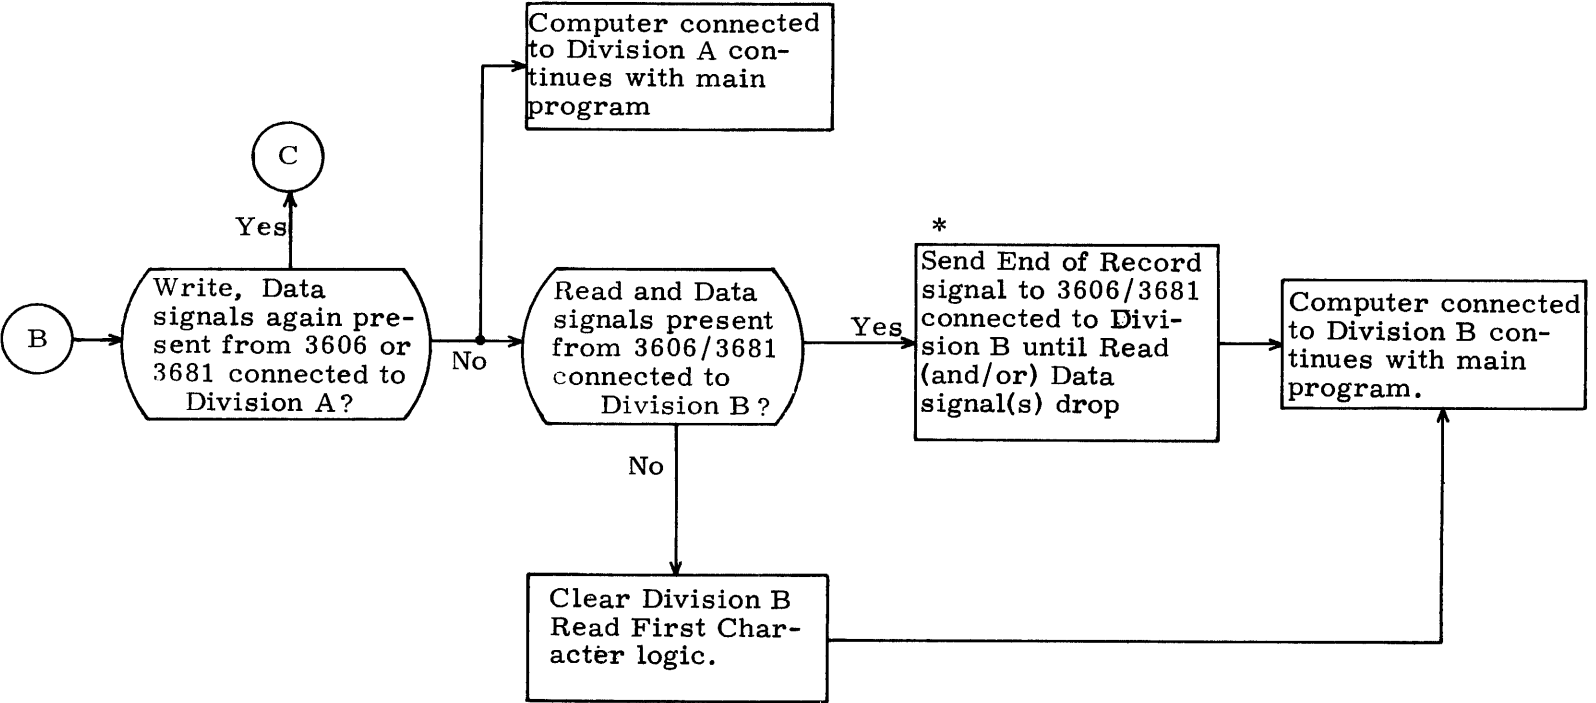 Computer connected
to Division A con-
tinues with main
program
C
Yes
B
Write, Data
signals again pre-
sent from 3606 or
3681 connected to
Division A?
No
Read and Data
signals present
from 3606/3681
connected to
Division B?
Yes
*
Send End of Record
signal to 3606/3681
connected to Divi-
sion B until Read
(and/or) Data
signal(s) drop
Computer connected
to Division B con-
tinues with main
program.
No
Clear Division B
Read First Char-
acter logic.